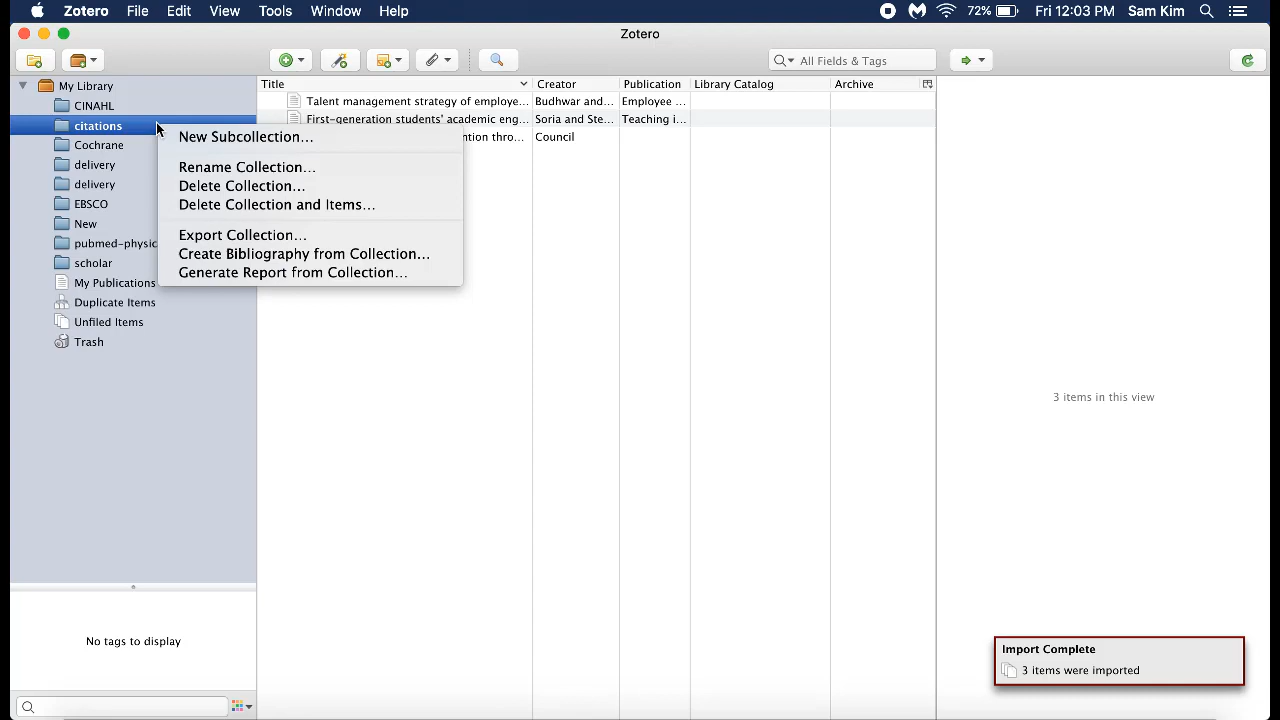 Zotero File Edit View Tools Window Help 72% Fri 12:03 PM Sam Kim
Zotero
All Fields & Tags
My Library
CINAHL
citations
Cochrane
delivery
delivery
EBSCO
New
pubmed-physic
scholar
My Publications
Duplicate Items
Unfiled Items
Trash
No tags to display
Title Creator Publication Library Catalog Archive
Talent management strategy of employe... Budhwar and... Employee ...
First-generation students' academic eng... Soria and Ste... Teaching i...
ntion thro... Council
New Subcollection...
Rename Collection...
Delete Collection...
Delete Collection and Items...
Export Collection...
Create Bibliography from Collection...
Generate Report from Collection...
3 items in this view
Import Complete
3 items were imported